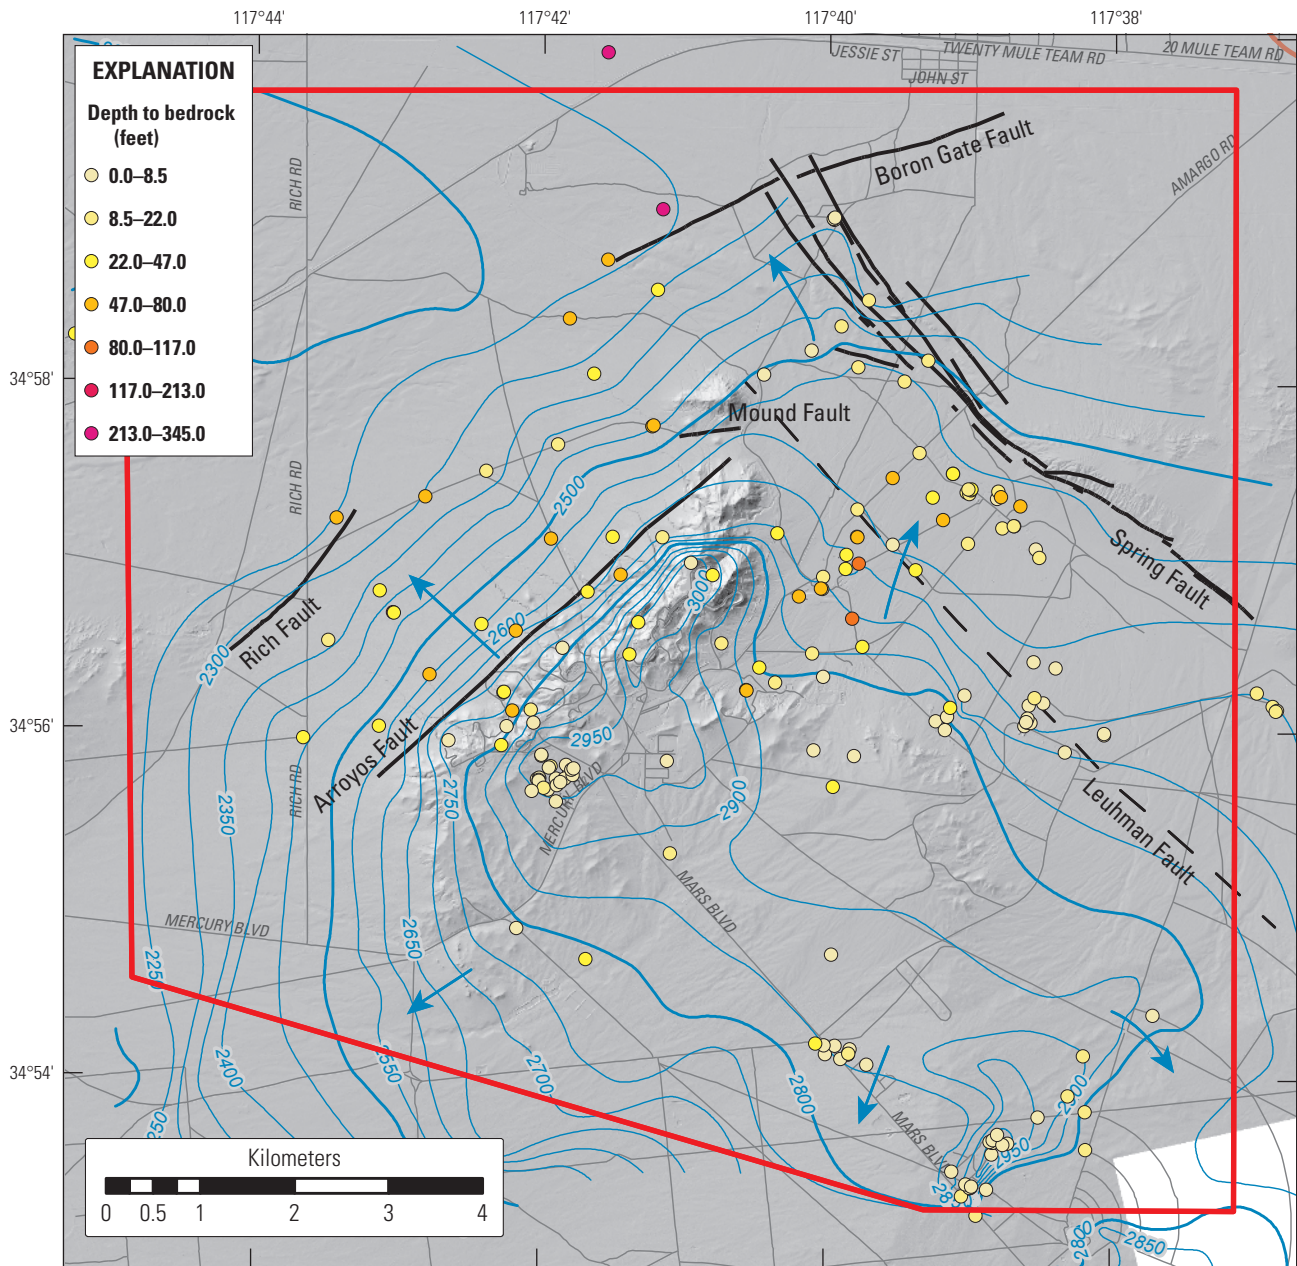 117°44'
117°42'
117°40'
117°38'
EXPLANATION
Depth to bedrock
(feet)
0.0–8.5
8.5–22.0
22.0–47.0
47.0–80.0
80.0–117.0
117.0–213.0
213.0–345.0
JESSIE ST
TWENTY MULE TEAM RD
20 MULE TEAM RD
JOHN ST
AMARGO RD
RICH RD
Boron Gate Fault
34°58'
Mound Fault
RICH RD
2500
Spring Fault
3000
2600
Rich Fault
2300
34°56'
2950
Arroyos Fault
RICH RD
2350
2750
MERCURY BLVD
2900
Leuhman Fault
MARS BLVD
MERCURY BLVD
2650
2250
34°54'
2550
2400
2700
2800
2900
MARS BLVD
2950
250
Kilometers
0 0.5 1 2 3 4
2800
2850